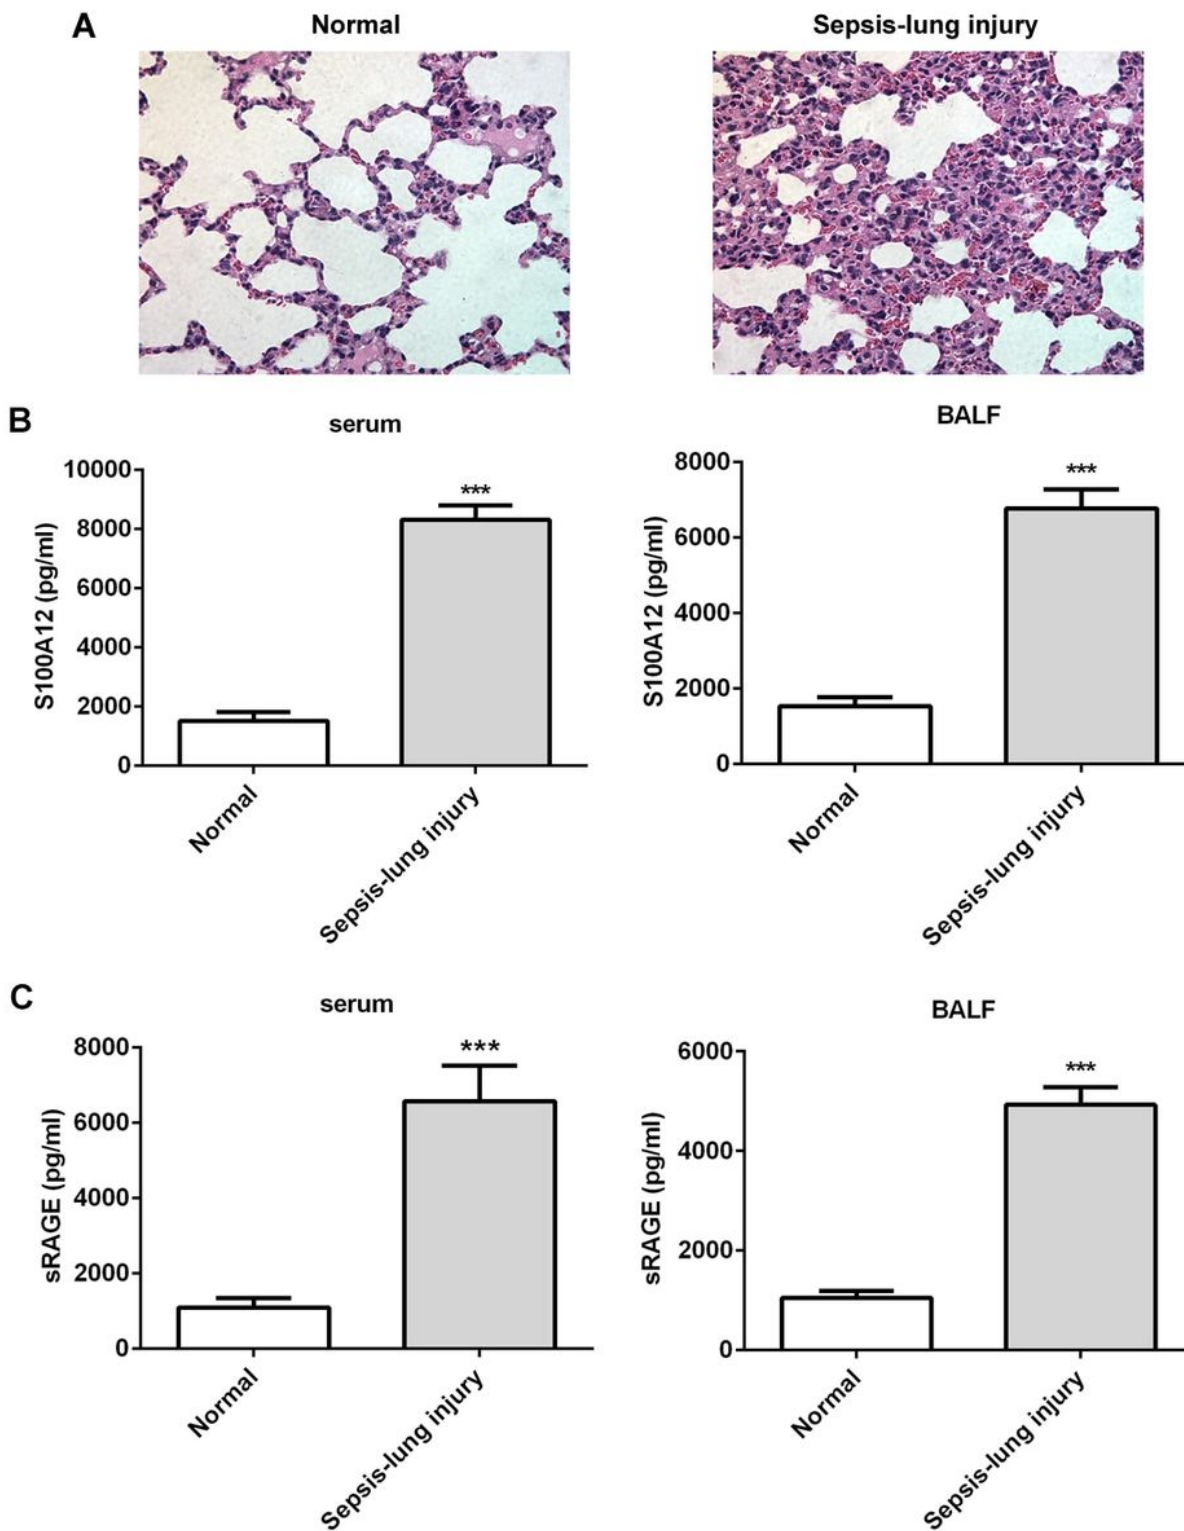 A
Normal
Sepsis-lung injury
B
serum
BALF
10000
8000
6000
4000
2000
0
S100A12 (pg/ml)
***
Normal
Sepsis-lung injury
8000
6000
4000
2000
0
S100A12 (pg/ml)
***
Normal
Sepsis-lung injury
C
serum
BALF
8000
6000
4000
2000
0
sRAGE (pg/ml)
***
Normal
Sepsis-lung injury
6000
4000
2000
0
sRAGE (pg/ml)
***
Normal
Sepsis-lung injury